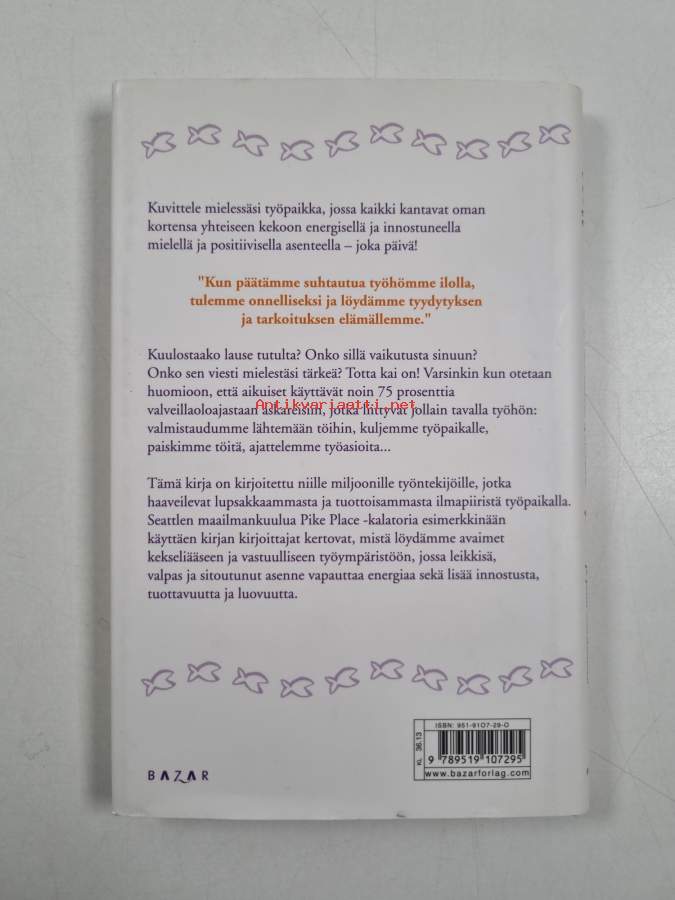 Kuvittele mielessäsi työpaikka, jossa kaikki kantavat oman
kortensa yhteiseen kekoon energisellä ja innostuneella
mielellä ja positiivisella asenteella – joka päivä!
"Kun päätämme suhtautua työhömme ilolla,
tulemme onnelliseksi ja löydämme tyydytyksen
ja tarkoituksen elämällemme."
Kuulostaako lause tutulta? Onko sillä vaikutusta sinuun?
Onko sen viesti mielestäsi tärkeä? Totta kai on! Varsinkin kun otetaan
huomioon, että aikuiset käyttävät noin 75 prosenttia
valveillaoloajastaan askareisiin, jotka liittyvät jollain tavalla työhön:
Antikvariaatti.net
valmistaudumme lähtemään töihin, kuljemme työpaikalle,
paiskimme töitä, ajattelemme työasioita...
Tämä kirja on kirjoitettu niille miljoonille työntekijöille, jotka
haaveilevat lupsakkaammasta ja tuottoisammasta ilmapiiristä työpaikalla.
Seattlen maailmankuulua Pike Place -kalatoria esimerkkinään
käyttäen kirjan kirjoittajat kertovat, mistä löydämme avaimet
kekseliääseen ja vastuulliseen työympäristöön, jossa leikkisä,
valpas ja sitoutunut asenne vapauttaa energiaa sekä lisää innostusta,
tuottavuutta ja luovuutta.
BAZAR
KL 36.13
ISBN: 951-9107-29-0
9 789519 107295
www.bazarforlag.com